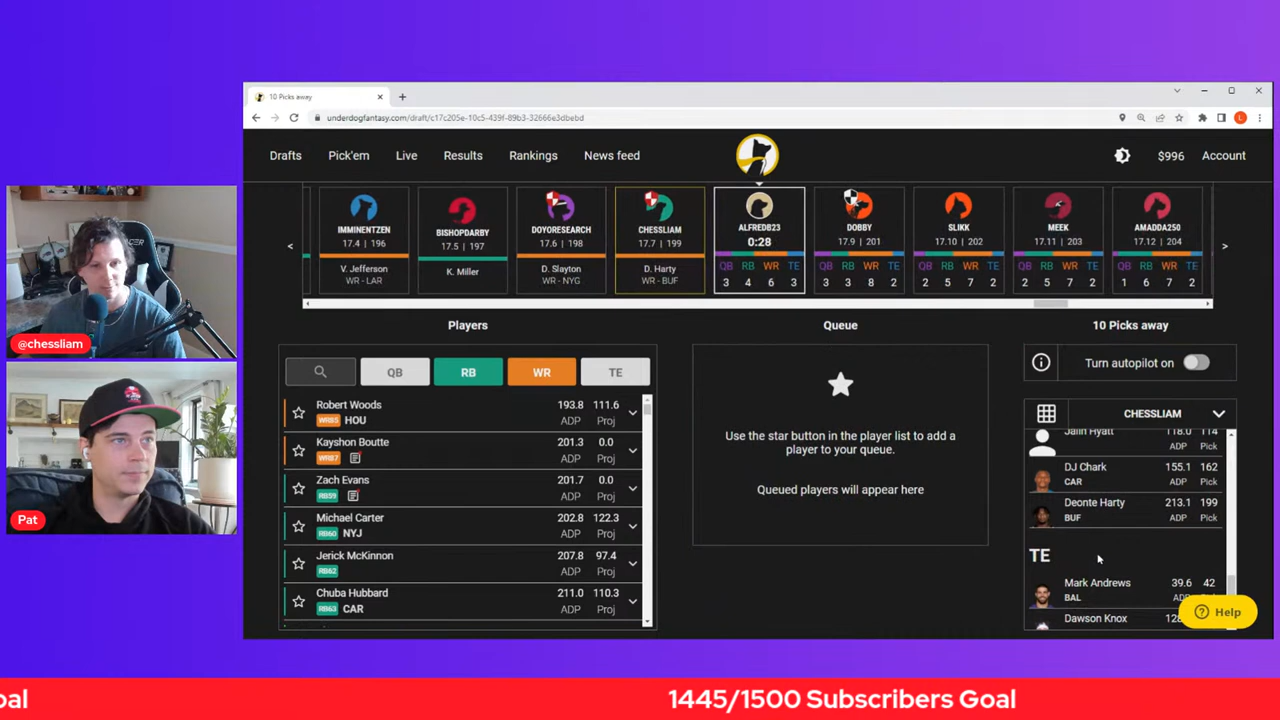 10 Picks away
underdogfantasy.com/draft/c17c205e-10c5-439f-89b3-32666e3dbebd
Drafts Pick'em Live Results Rankings News feed $996 Account
IMMINENTZEN
17.4 | 196
V. Jefferson
WR - LAR
BISHOPDARBY
17.5 | 197
K. Miller
DOYORESEARCH
17.6 | 198
D. Slayton
WR - NYG
CHESSLIAM
17.7 | 199
D. Harty
WR - BUF
ALFREDB23
0:28
QB RB WR TE
3 4 6 3
DOBBY
17.9 | 201
QB RB WR TE
3 3 8 2
SLIKK
17.10 | 202
QB RB WR TE
2 5 7 2
MEEK
17.11 | 203
QB RB WR TE
2 5 7 2
AMADDA250
17.12 | 204
QB RB WR TE
1 6 7 2
Players
QB RB WR TE
Robert Woods 193.8 111.6
WR85 HOU ADP Proj
Kayshon Boutte 201.3 0.0
WR87 ADP Proj
Zach Evans 201.7 0.0
RB59 ADP Proj
Michael Carter 202.8 122.3
RB60 NYJ ADP Proj
Jerick McKinnon 207.8 97.4
RB62 ADP Proj
Chuba Hubbard 211.0 110.3
RB63 CAR ADP Proj
Queue
Use the star button in the player list to add a
player to your queue.
Queued players will appear here
10 Picks away
Turn autopilot on
CHESSLIAM
Jalin Hyatt 118.0 114
ADP Pick
DJ Chark 155.1 162
CAR ADP Pick
Deonte Harty 213.1 199
BUF ADP Pick
TE
Mark Andrews 39.6 42
BAL
Dawson Knox
Help
@chessliam
Pat
1445/1500 Subscribers Goal